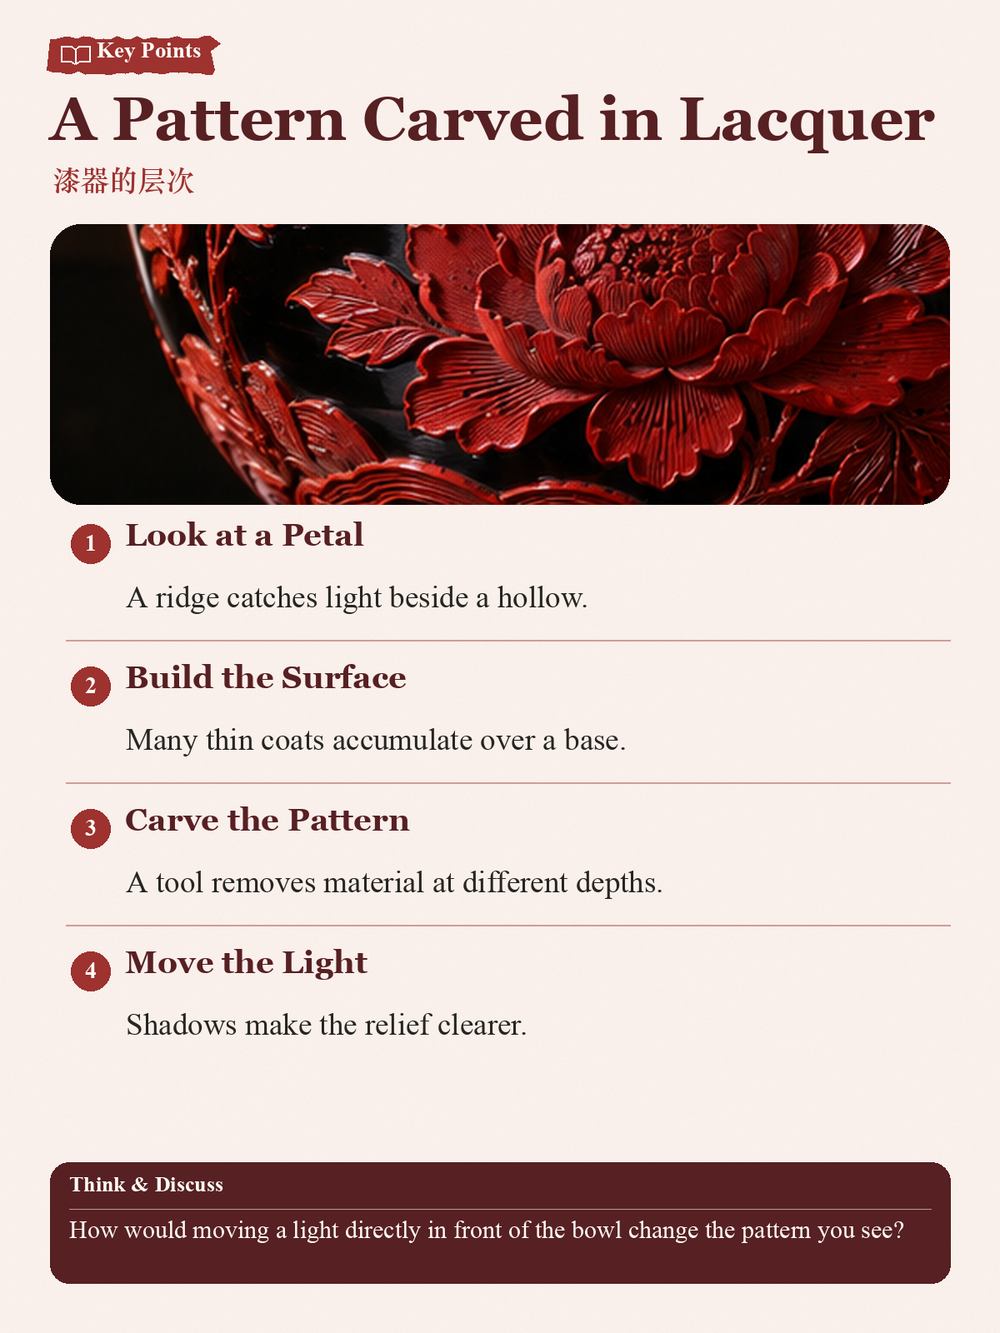 Key Points
A Pattern Carved in Lacquer
漆器的层次
1 Look at a Petal
A ridge catches light beside a hollow.
2 Build the Surface
Many thin coats accumulate over a base.
3 Carve the Pattern
A tool removes material at different depths.
4 Move the Light
Shadows make the relief clearer.
Think & Discuss
How would moving a light directly in front of the bowl change the pattern you see?